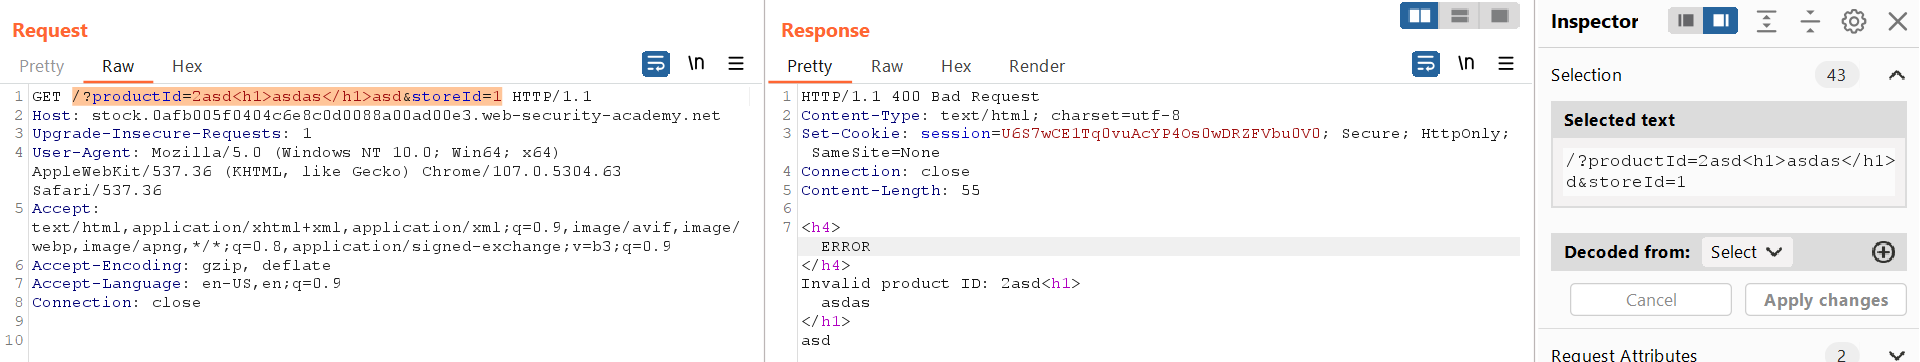 Request
Pretty Raw Hex \n
1 GET /?productId=2asd<h1>asdas</h1>asd&storeId=1 HTTP/1.1
2 Host: stock.0afb005f0404c6e8c0d0088a00ad00e3.web-security-academy.net
3 Upgrade-Insecure-Requests: 1
4 User-Agent: Mozilla/5.0 (Windows NT 10.0; Win64; x64)
AppleWebKit/537.36 (KHTML, like Gecko) Chrome/107.0.5304.63
Safari/537.36
5 Accept:
text/html,application/xhtml+xml,application/xml;q=0.9,image/avif,image/
webp,image/apng,*/*;q=0.8,application/signed-exchange;v=b3;q=0.9
6 Accept-Encoding: gzip, deflate
7 Accept-Language: en-US,en;q=0.9
8 Connection: close
9
10
Response
Pretty Raw Hex Render \n
1 HTTP/1.1 400 Bad Request
2 Content-Type: text/html; charset=utf-8
3 Set-Cookie: session=U6S7wCE1Tq0vuAcYP4Os0wDRZFVbu0V0; Secure; HttpOnly;
SameSite=None
4 Connection: close
5 Content-Length: 55
6
7 <h4>
ERROR
</h4>
Invalid product ID: 2asd<h1>
asdas
</h1>
asd
Inspector
Selection 43
Selected text
/?productId=2asd<h1>asdas</h1>
d&storeId=1
Decoded from: Select
Cancel Apply changes
Request Attributes 2